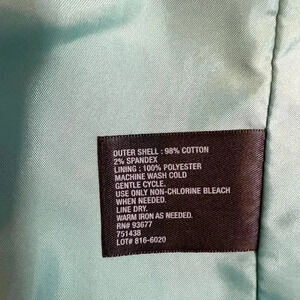 OUTER SHELL : 98% COTTON
2% SPANDEX
LINING : 100% POLYESTER
MACHINE WASH COLD
GENTLE CYCLE.
USE ONLY NON-CHLORINE BLEACH
WHEN NEEDED.
LINE DRY.
WARM IRON AS NEEDED.
RN# 93677
751438
LOT# 816-6020